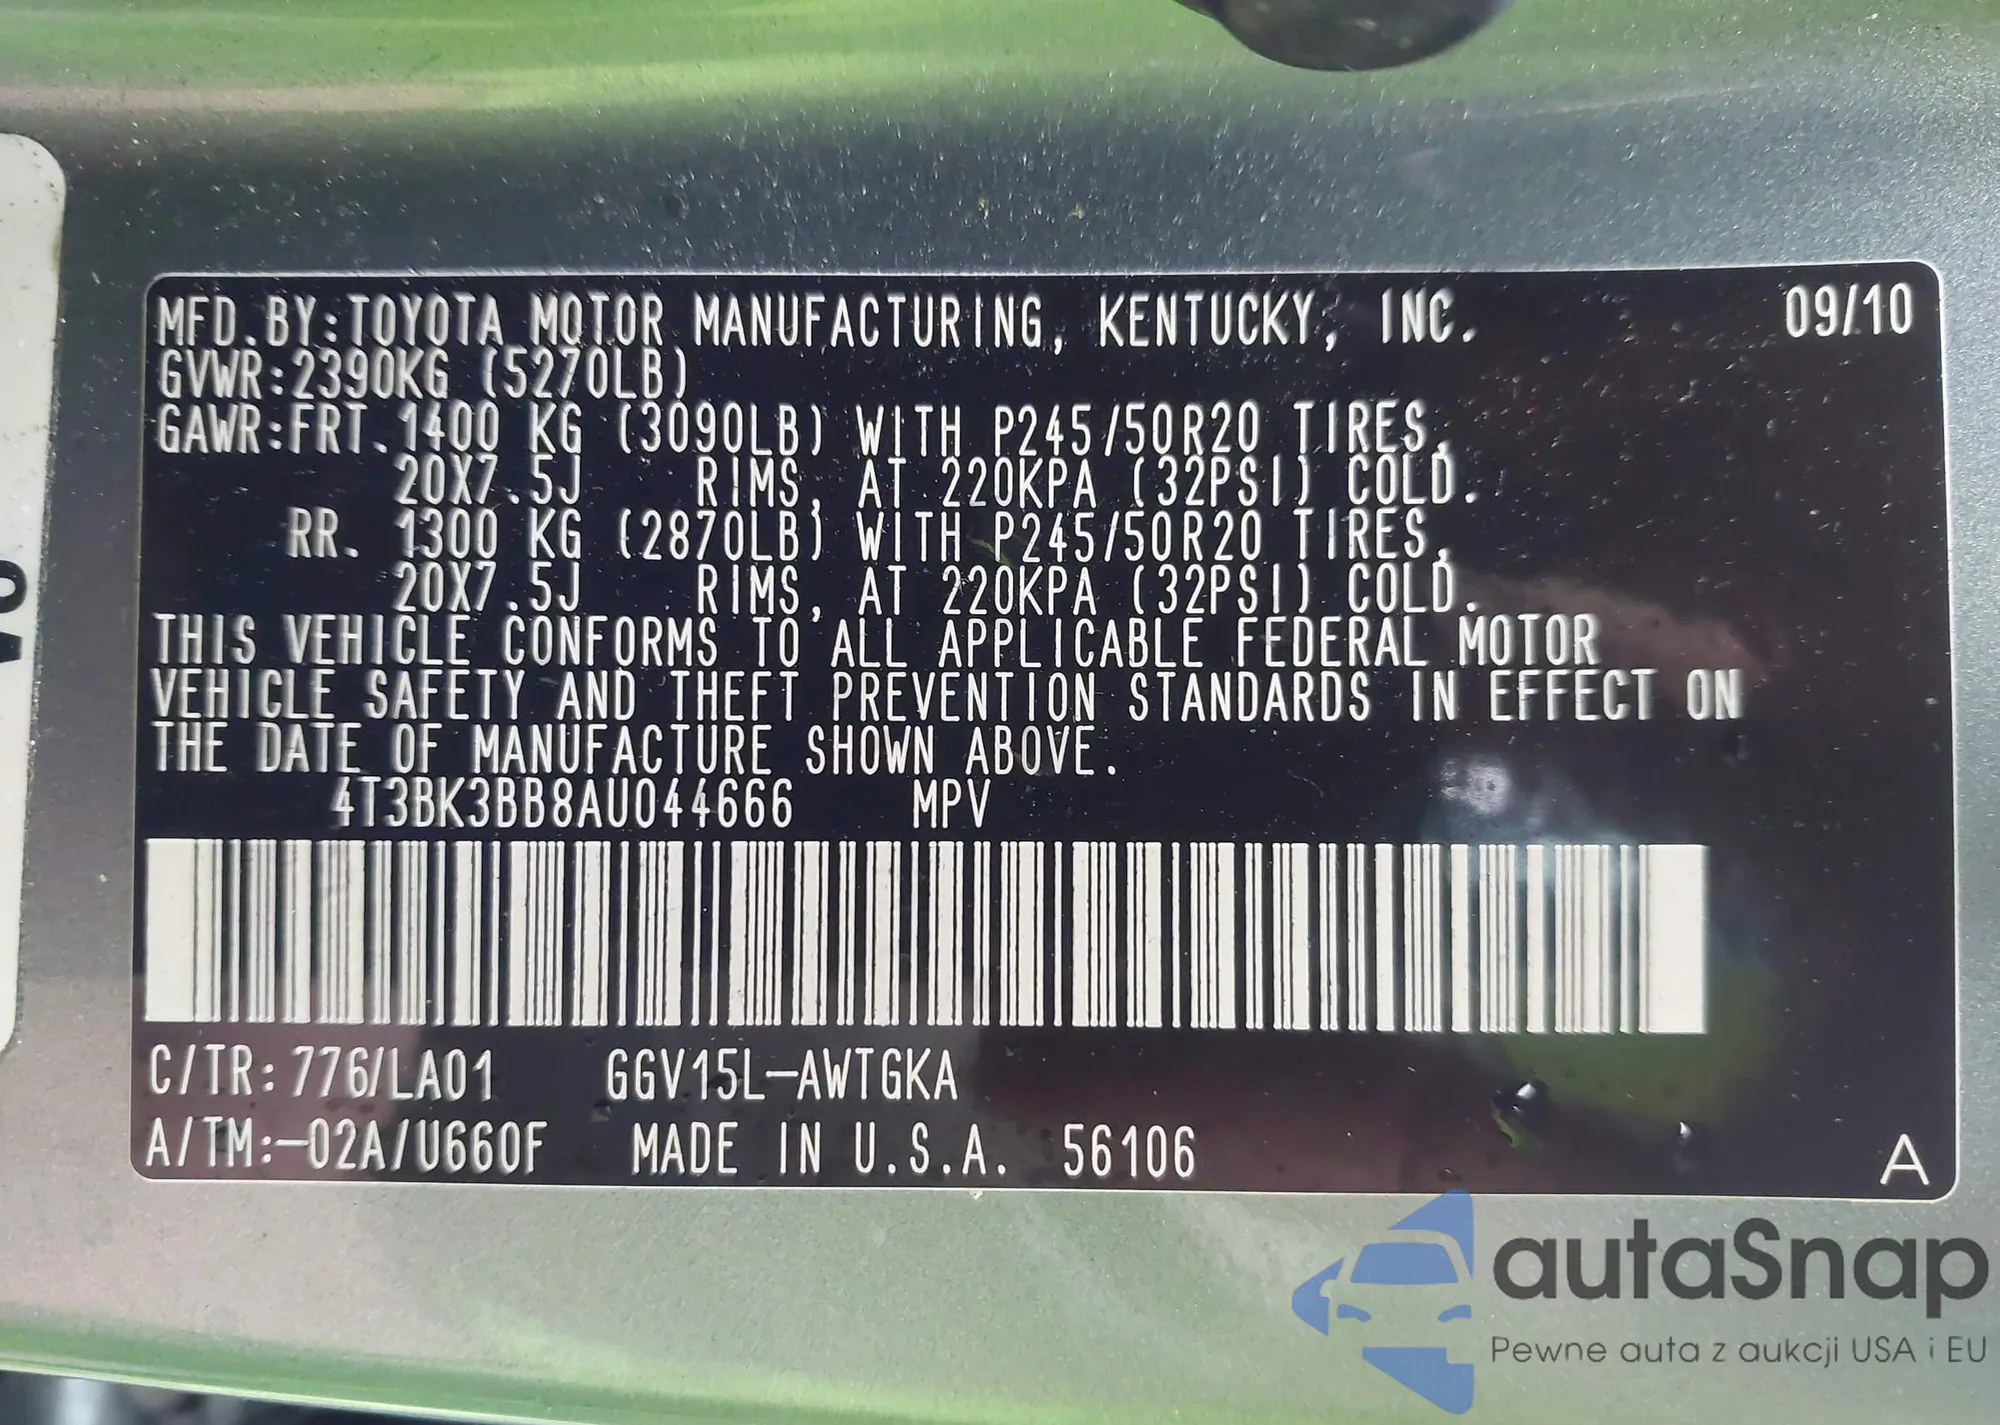 MFD.BY:TOYOTA MOTOR MANUFACTURING, KENTUCKY, INC. 09/10
GVWR:2390KG (5270LB)
GAWR:FRT.1400 KG (3090LB) WITH P245/50R20 TIRES,
20X7.5J RIMS, AT 220KPA (32PSI) COLD.
RR. 1300 KG (2870LB) WITH P245/50R20 TIRES,
20X7.5J RIMS, AT 220KPA (32PSI) COLD.
THIS VEHICLE CONFORMS TO ALL APPLICABLE FEDERAL MOTOR
VEHICLE SAFETY AND THEFT PREVENTION STANDARDS IN EFFECT ON
THE DATE OF MANUFACTURE SHOWN ABOVE.
4T3BK3BB8AU044666 MPV
C/TR:776/LA01 GGV15L-AWTGKA
A/TM:-02A/U660F MADE IN U.S.A. 56106
A
autaSnap
Pewne auta z aukcji USA i EU